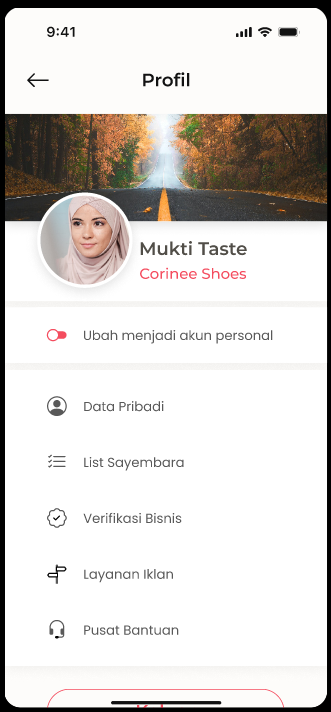 9:41
Profil
Mukti Taste
Corinee Shoes
Ubah menjadi akun personal
Data Pribadi
List Sayembara
Verifikasi Bisnis
Layanan Iklan
Pusat Bantuan